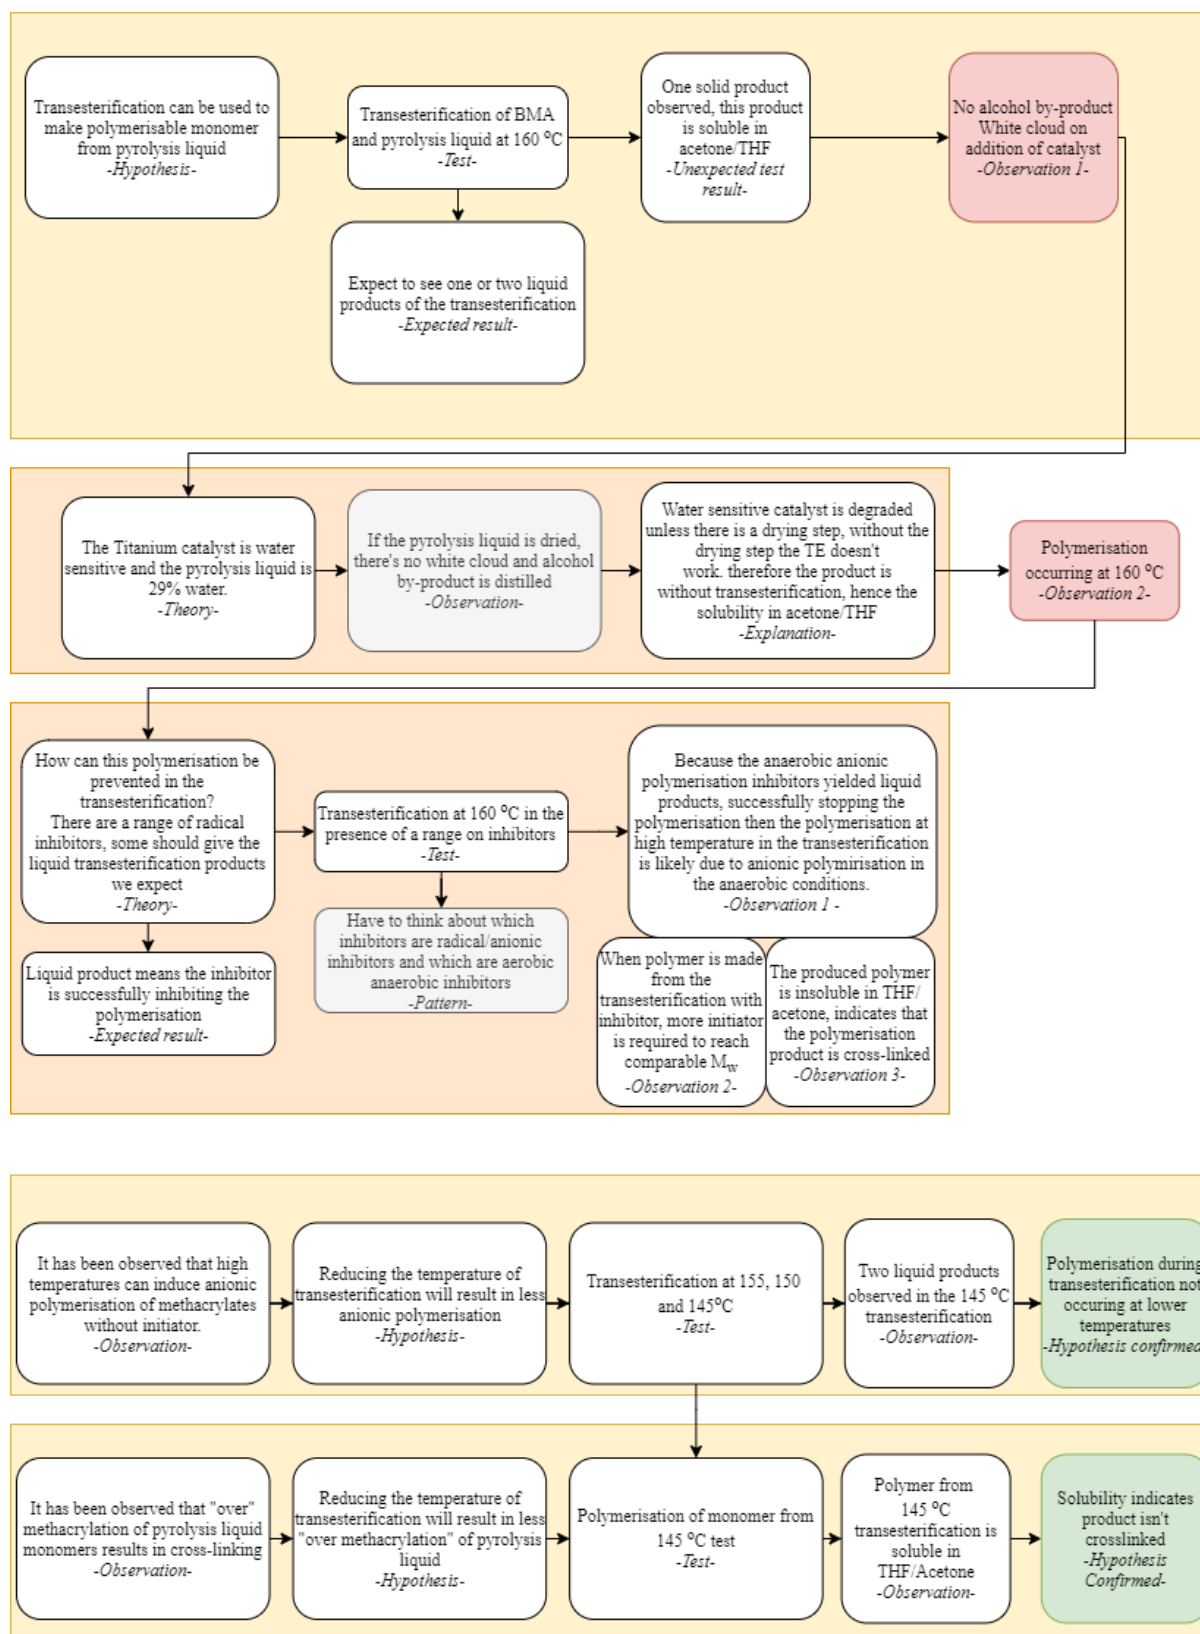 Transesterification can be used to
make polymerisable monomer
from pyrolysis liquid
-Hypothesis-
Transesterification of BMA
and pyrolysis liquid at 160 ⁰C
-Test-
One solid product
observed, this product
is soluble in
acetone/THF
-Unexpected test
result-
No alcohol by-product
White cloud on
addition of catalyst
-Observation 1-
Expect to see one or two liquid
products of the transesterification
-Expected result-
The Titanium catalyst is water
sensitive and the pyrolysis liquid is
29% water.
-Theory-
If the pyrolysis liquid is dried,
there's no white cloud and alcohol
by-product is distilled
-Observation-
Water sensitive catalyst is degraded
unless there is a drying step, without the
drying step the TE doesn't
work. therefore the product is
without transesterification, hence the
solubility in acetone/THF
-Explanation-
Polymerisation
occurring at 160 ⁰C
-Observation 2-
How can this polymerisation be
prevented in the
transesterification?
There are a range of radical
inhibitors, some should give the
liquid transesterification products
we expect
-Theory-
Transesterification at 160 ⁰C in the
presence of a range on inhibitors
-Test-
Because the anaerobic anionic
polymerisation inhibitors yielded liquid
products, successfully stopping the
polymerisation then the polymerisation at
high temperature in the transesterification
is likely due to anionic polymirisation in
the anaerobic conditions.
-Observation 1 -
Liquid product means the inhibitor
is successfully inhibiting the
polymerisation
-Expected result-
Have to think about which
inhibitors are radical/anionic
inhibitors and which are aerobic
anaerobic inhibitors
-Pattern-
When polymer is made
from the
transesterification with
inhibitor, more initiator
is required to reach
comparable Mw
-Observation 2-
The produced polymer
is insoluble in THF/
acetone, indicates that
the polymerisation
product is cross-linked
-Observation 3-
It has been observed that high
temperatures can induce anionic
polymerisation of methacrylates
without initiator.
-Observation-
Reducing the temperature of
transesterification will result in less
anionic polymerisation
-Hypothesis-
Transesterification at 155, 150
and 145⁰C
-Test-
Two liquid products
observed in the 145 ⁰C
transesterification
-Observation-
Polymerisation during
transesterification not
occuring at lower
temperatures
-Hypothesis confirmed
It has been observed that "over"
methacrylation of pyrolysis liquid
monomers results in cross-linking
-Observation-
Reducing the temperature of
transesterification will result in less
"over methacrylation" of pyrolysis
liquid
-Hypothesis-
Polymerisation of monomer from
145 ⁰C test
-Test-
Polymer from
145 ⁰C
transesterification is
soluble in
THF/Acetone
-Observation-
Solubility indicates
product isn't
crosslinked
-Hypothesis
Confirmed-